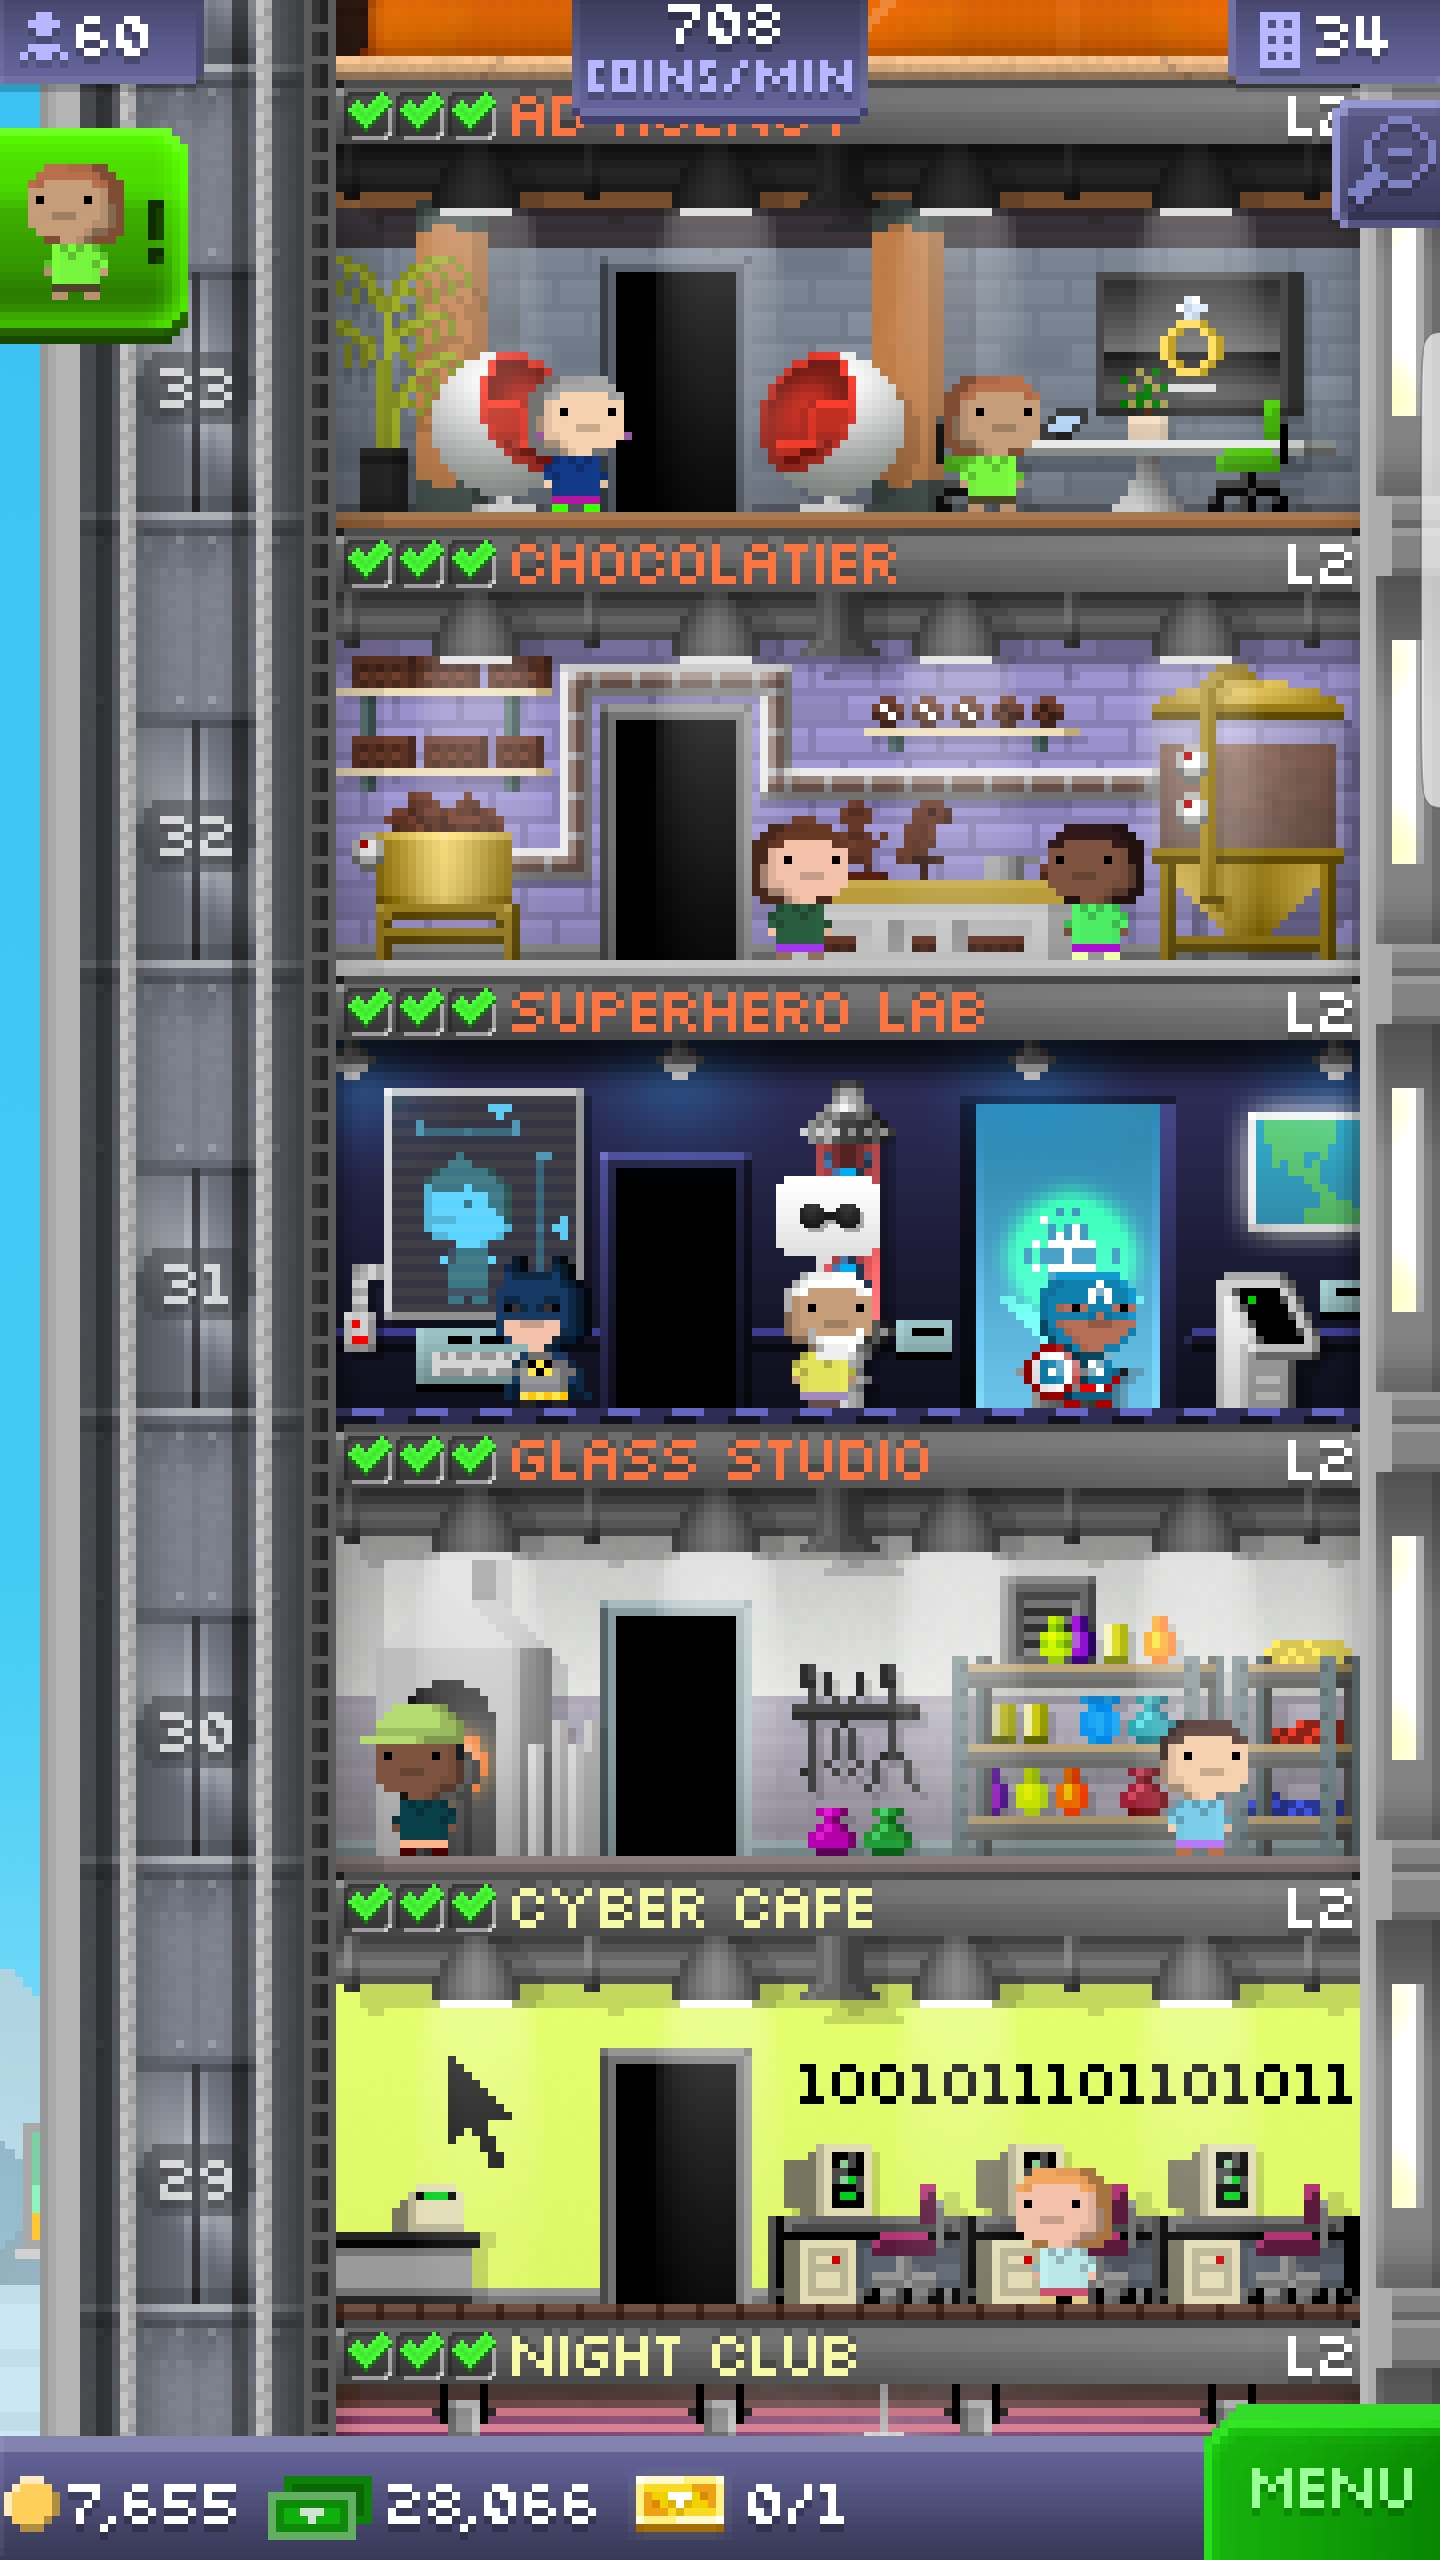 60
708
COINS/MIN
34
AD AGENCY
L2
!
33
CHOCOLATIER
L2
32
SUPERHERO LAB
L2
31
GLASS STUDIO
L2
30
CYBER CAFE
L2
1001011101101011
29
NIGHT CLUB
L2
7,655
28,066
0/1
MENU